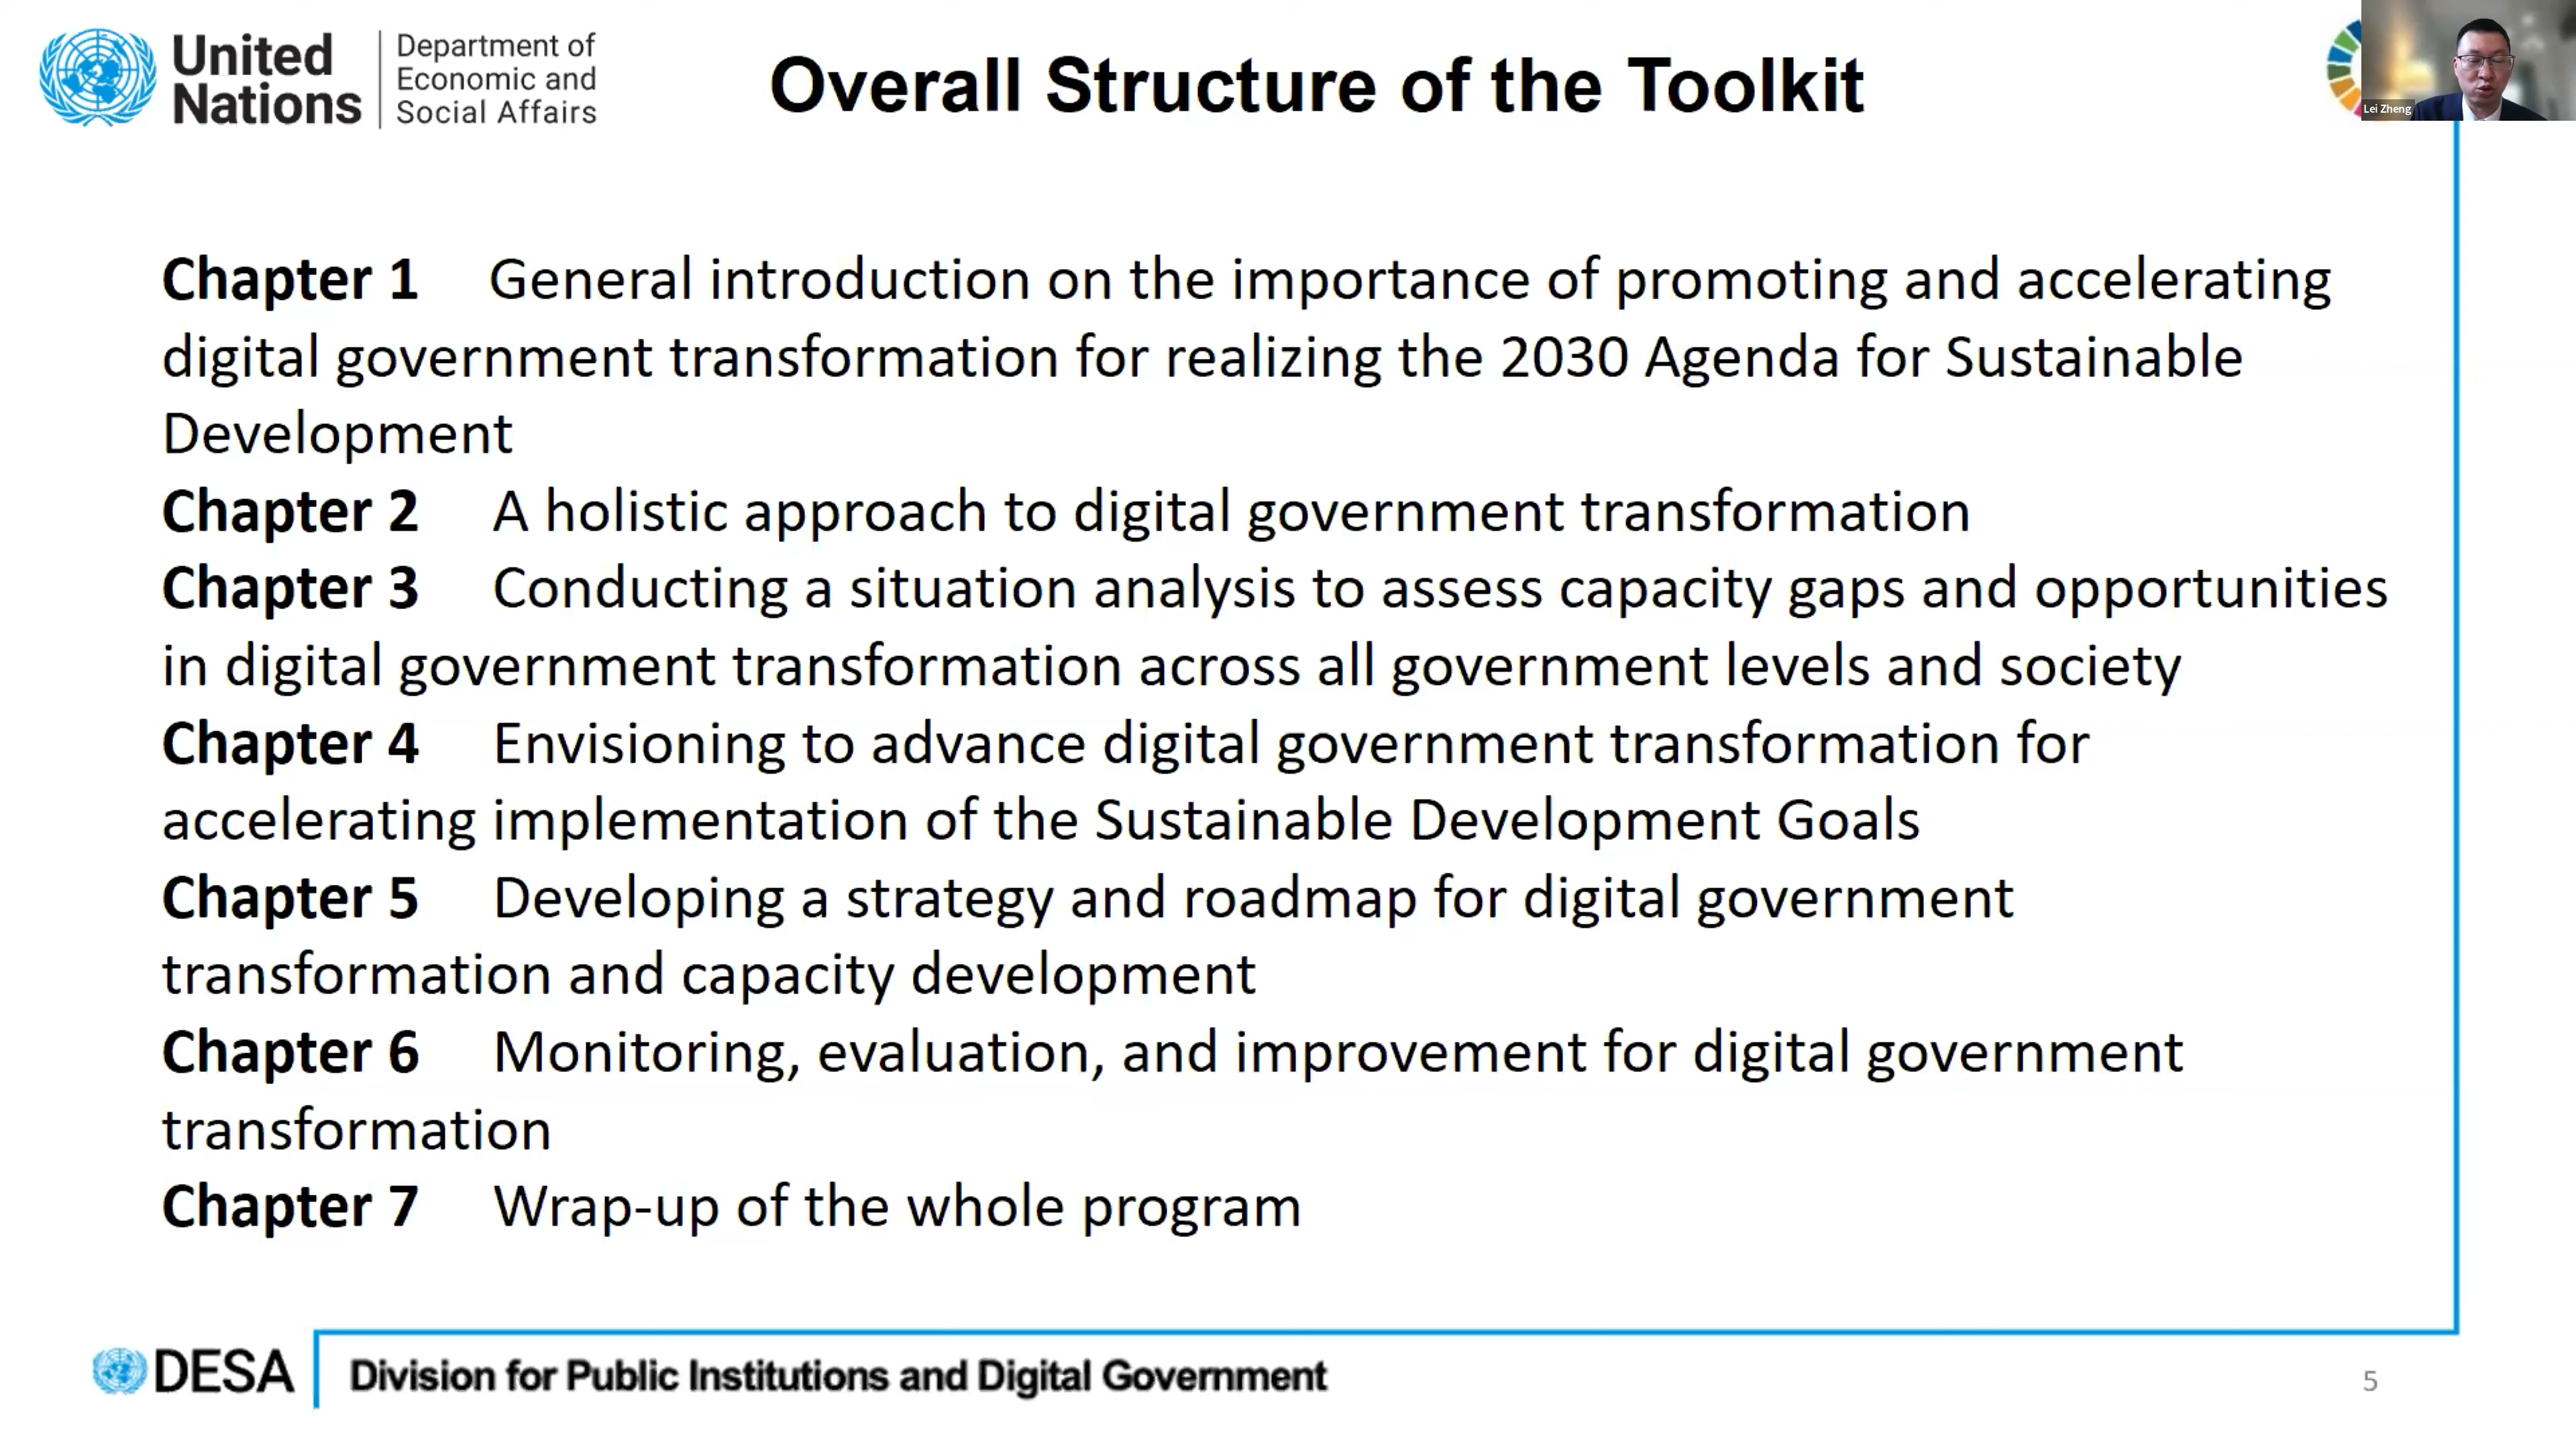 United Nations
Department of Economic and Social Affairs
Overall Structure of the Toolkit
Lei Zheng
Chapter 1 General introduction on the importance of promoting and accelerating
digital government transformation for realizing the 2030 Agenda for Sustainable
Development
Chapter 2 A holistic approach to digital government transformation
Chapter 3 Conducting a situation analysis to assess capacity gaps and opportunities
in digital government transformation across all government levels and society
Chapter 4 Envisioning to advance digital government transformation for
accelerating implementation of the Sustainable Development Goals
Chapter 5 Developing a strategy and roadmap for digital government
transformation and capacity development
Chapter 6 Monitoring, evaluation, and improvement for digital government
transformation
Chapter 7 Wrap-up of the whole program
DESA
Division for Public Institutions and Digital Government
5